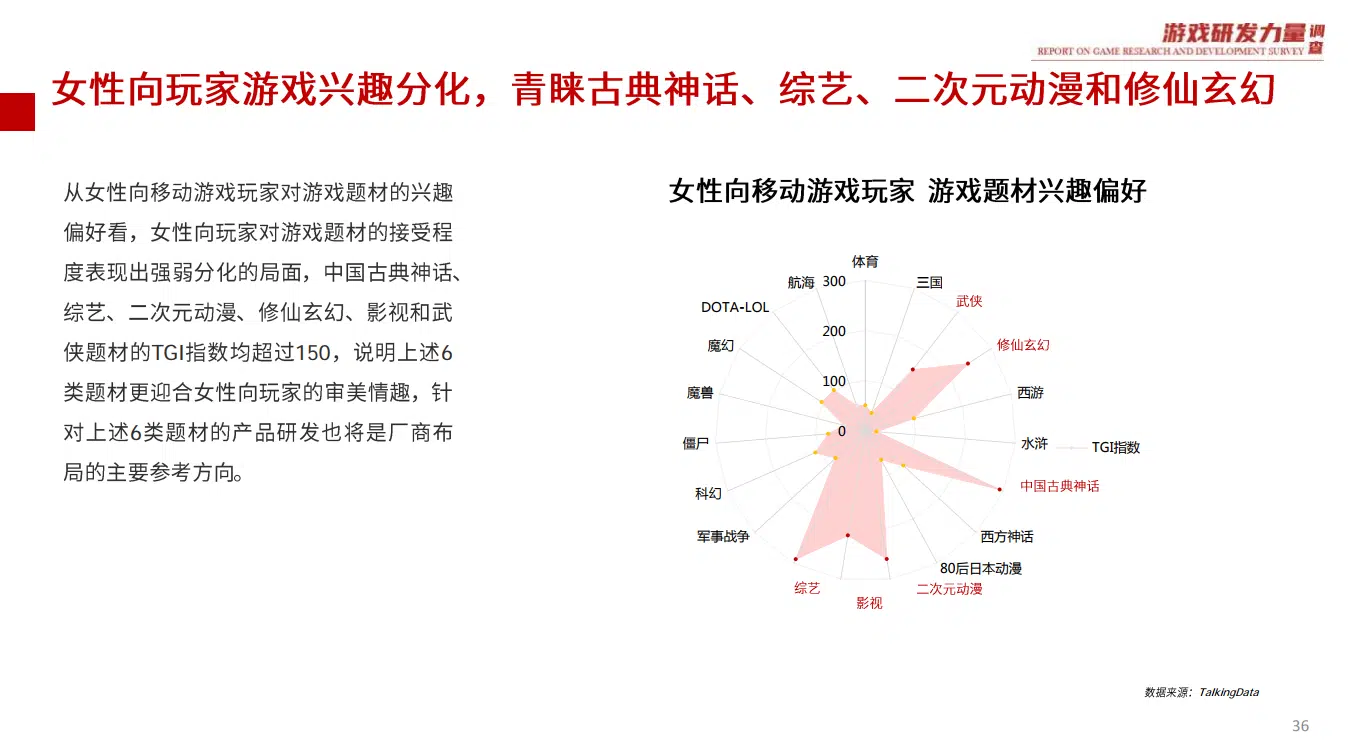 游戏研发力量调查
REPORT ON GAME RESEARCH AND DEVELOPMENT SURVEY
女性向玩家游戏兴趣分化，青睐古典神话、综艺、二次元动漫和修仙玄幻
从女性向移动游戏玩家对游戏题材的兴趣
偏好看，女性向玩家对游戏题材的接受程
度表现出强弱分化的局面，中国古典神话、
综艺、二次元动漫、修仙玄幻、影视和武
侠题材的TGI指数均超过150，说明上述6
类题材更迎合女性向玩家的审美情趣，针
对上述6类题材的产品研发也将是厂商布
局的主要参考方向。
女性向移动游戏玩家 游戏题材兴趣偏好
体育
三国
武侠
修仙玄幻
西游
水浒
中国古典神话
西方神话
80后日本动漫
二次元动漫
影视
综艺
军事战争
科幻
僵尸
魔兽
魔幻
DOTA-LOL
航海
300
200
100
0
TGI指数
数据来源：TalkingData
36